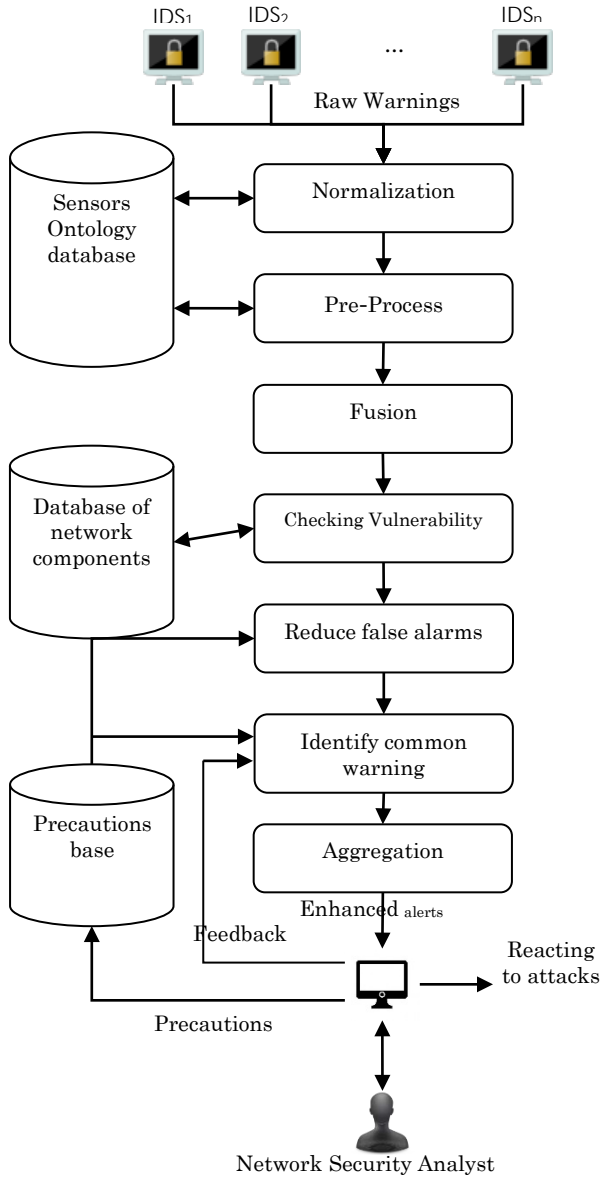 IDS₁ IDS₂ ... IDSₙ
Raw Warnings
Normalization
Sensors
Ontology
database
Pre-Process
Fusion
Database of
network
components
Checking Vulnerability
Reduce false alarms
Identify common
warning
Precautions
base
Aggregation
Enhanced alerts
Feedback
Reacting
to attacks
Precautions
Network Security Analyst